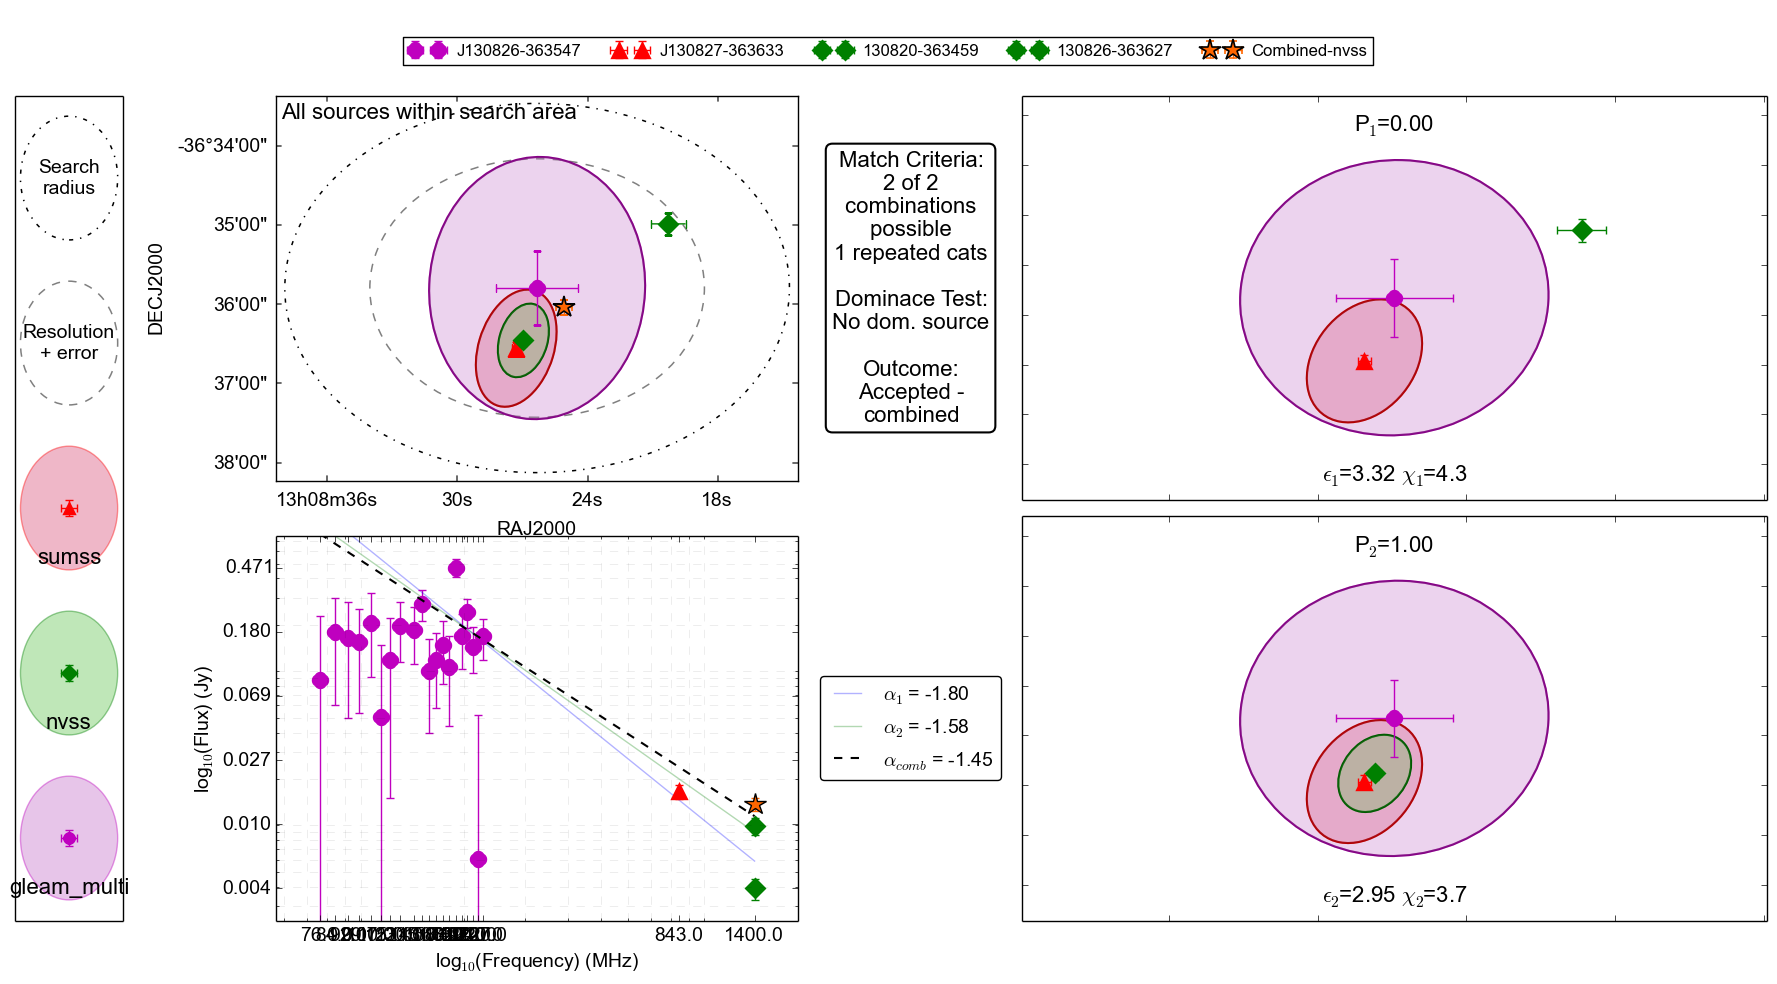 J130826-363547
J130827-363633
130820-363459
130826-363627
Combined-nvss
Search
radius
Resolution
+ error
sumss
nvss
gleam_multi
All sources within search area
-36°34'00"
35'00"
36'00"
37'00"
38'00"
DECJ2000
13h08m36s
30s
24s
18s
RAJ2000
Match Criteria:
2 of 2
combinations
possible
1 repeated cats
Dominace Test:
No dom. source
Outcome:
Accepted -
combined
P1=0.00
ϵ1=3.32 χ1=4.3
P2=1.00
ϵ2=2.95 χ2=3.7
0.471
0.180
0.069
0.027
0.010
0.004
log10(Flux) (Jy)
843.0
1400.0
log10(Frequency) (MHz)
α1 = -1.80
α2 = -1.58
αcomb = -1.45